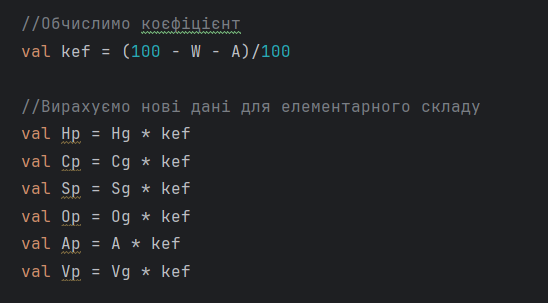 //Обчислимо коєфіцієнт
val kef = (100 - W - A)/100
//Вирахуємо нові дані для елементарного складу
val Hp = Hg * kef
val Cp = Cg * kef
val Sp = Sg * kef
val Op = Og * kef
val Ap = A * kef
val Vp = Vg * kef